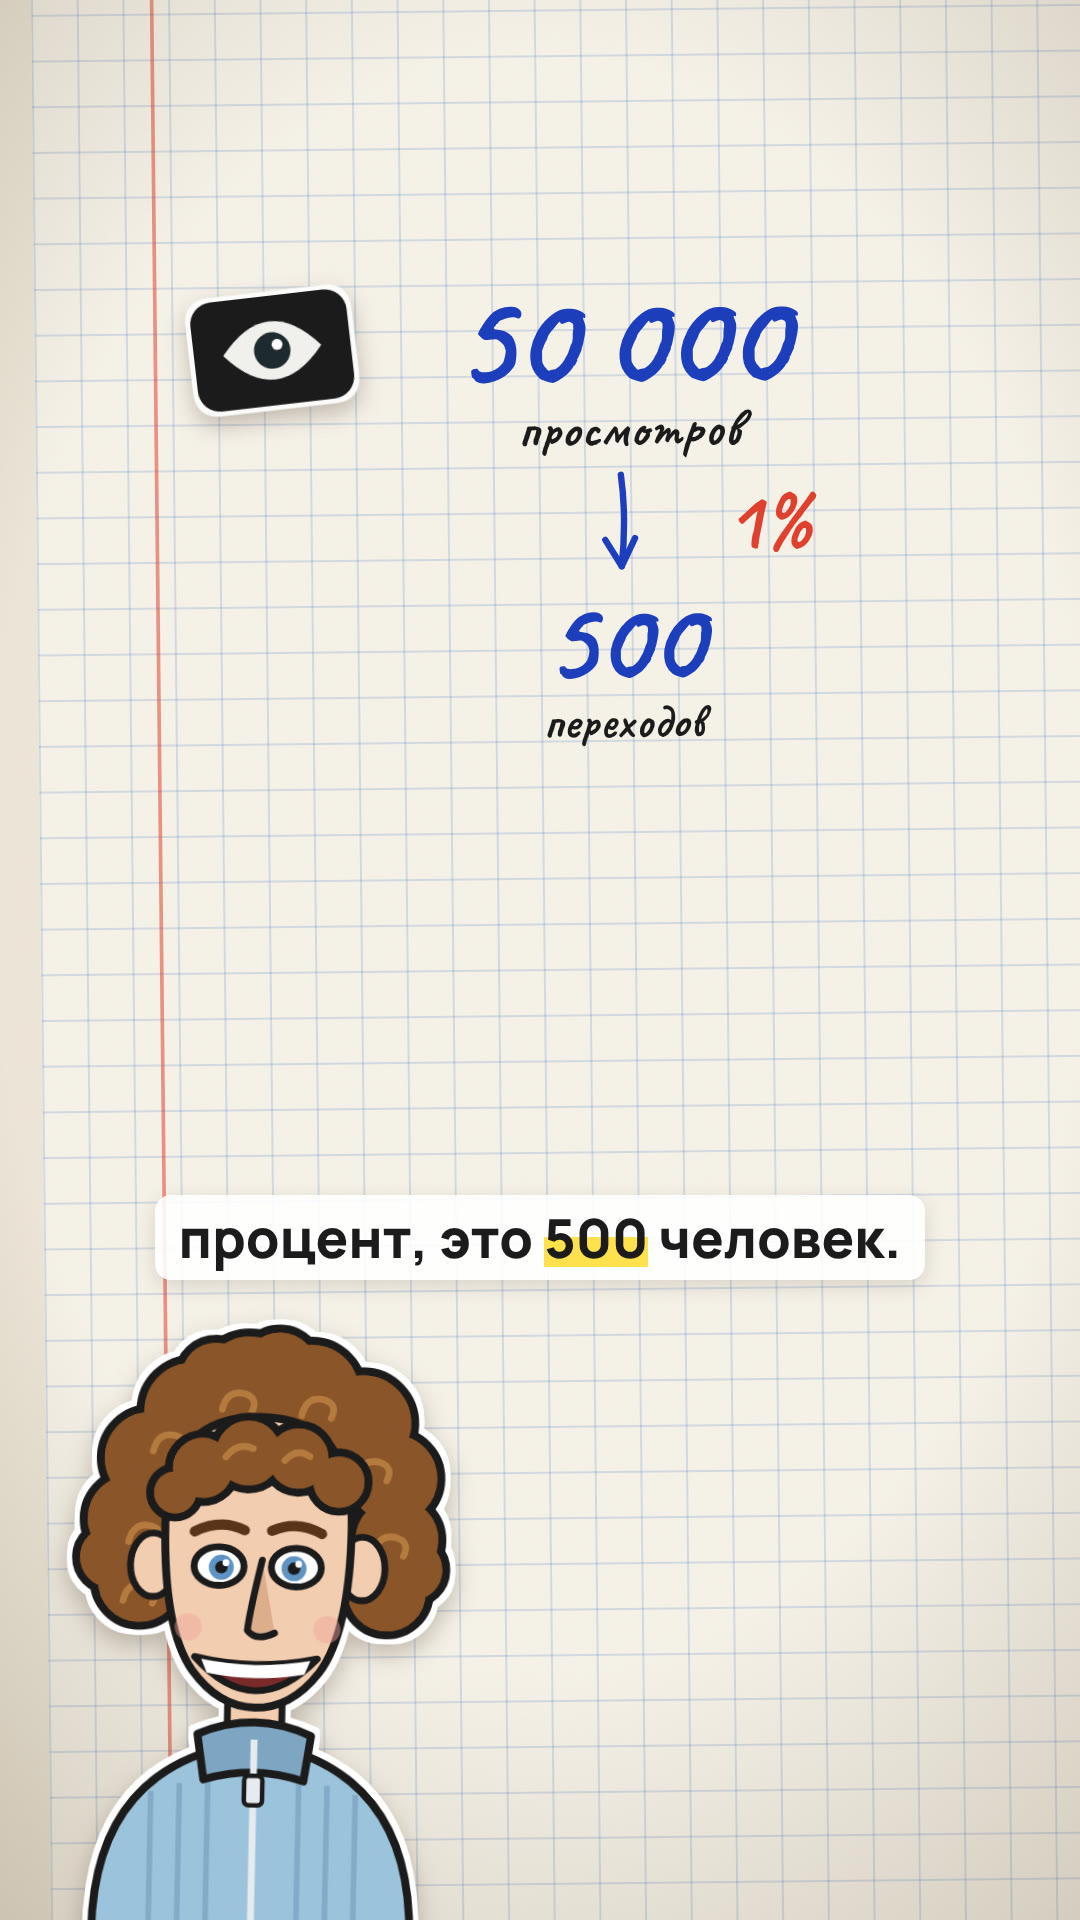 50 000
просмотров
1%
500
переходов
процент, это 500 человек.